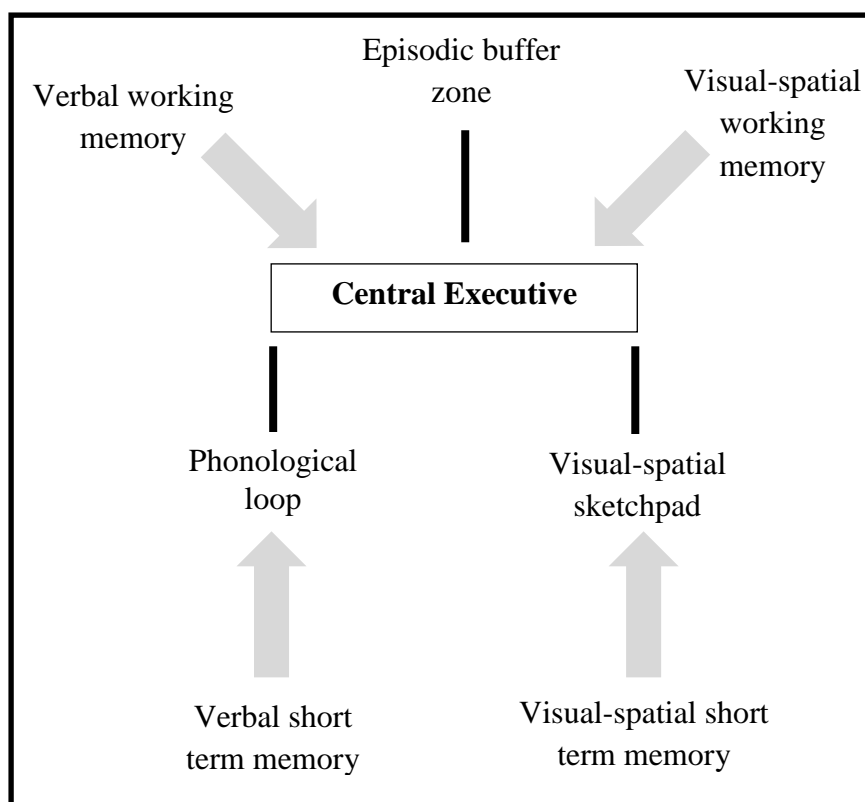 Episodic buffer
zone
Verbal working
memory
Visual-spatial
working
memory
Central Executive
Phonological
loop
Visual-spatial
sketchpad
Verbal short
term memory
Visual-spatial short
term memory